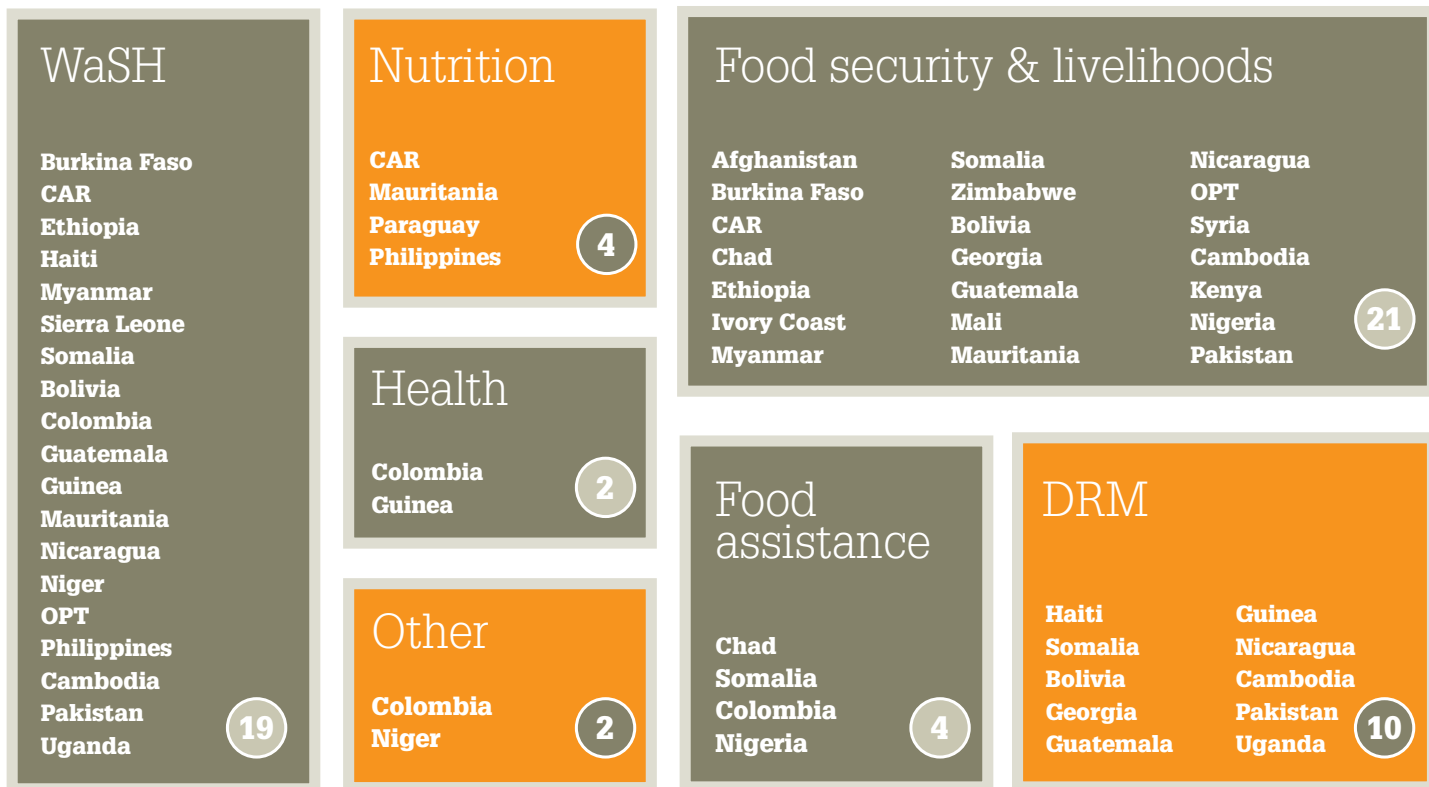 WaSH
Burkina Faso
CAR
Ethiopia
Haiti
Myanmar
Sierra Leone
Somalia
Bolivia
Colombia
Guatemala
Guinea
Mauritania
Nicaragua
Niger
OPT
Philippines
Cambodia
Pakistan
Uganda
19
Nutrition
CAR
Mauritania
Paraguay
Philippines
4
Health
Colombia
Guinea
2
Other
Colombia
Niger
2
Food security & livelihoods
Afghanistan
Burkina Faso
CAR
Chad
Ethiopia
Ivory Coast
Myanmar
Somalia
Zimbabwe
Bolivia
Georgia
Guatemala
Mali
Mauritania
Nicaragua
OPT
Syria
Cambodia
Kenya
Nigeria
Pakistan
21
Food
assistance
Chad
Somalia
Colombia
Nigeria
4
DRM
Haiti
Somalia
Bolivia
Georgia
Guatemala
Guinea
Nicaragua
Cambodia
Pakistan
Uganda
10